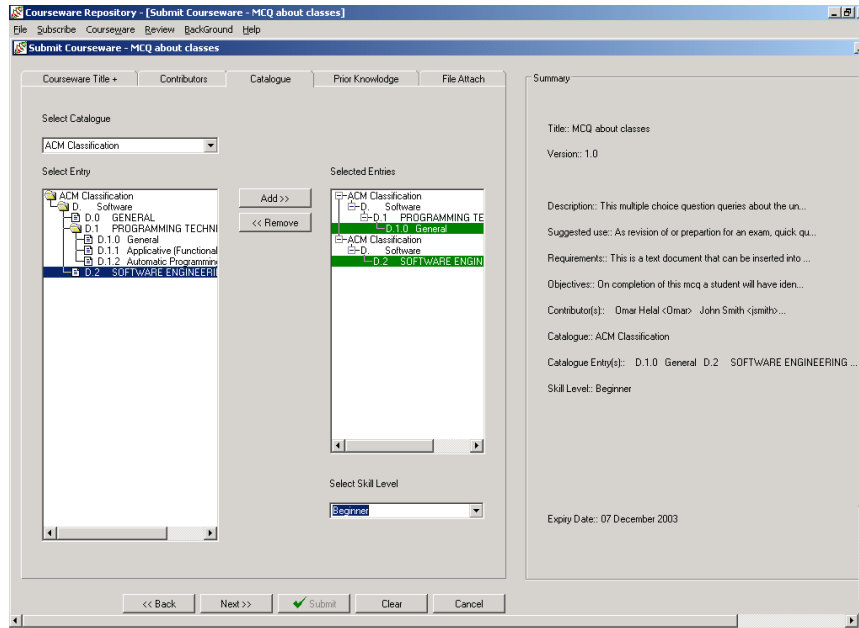 Courseware Repository - [Submit Courseware - MCQ about classes]
File Subscribe Courseware Review BackGround Help
Submit Courseware - MCQ about classes
Courseware Title + Contributors Catalogue Prior Knowledge File Attach
Select Catalogue
ACM Classification
Select Entry
ACM Classification
D. Software
D.0 GENERAL
D.1 PROGRAMMING TECHNI
D.1.0 General
D.1.1 Applicative (Functional
D.1.2 Automatic Programmin
D.2 SOFTWARE ENGINEERI
Add >>
<< Remove
Selected Entries
ACM Classification
D. Software
D.1 PROGRAMMING TE
D.1.0 General
ACM Classification
D. Software
D.2 SOFTWARE ENGIN
Select Skill Level
Beginner
Summary
Title:: MCQ about classes
Version:: 1.0
Description:: This multiple choice question queries about the un...
Suggested use:: As revision of or prepartion for an exam, quick qu...
Requirements:: This is a text document that can be inserted into ...
Objectives:: On completion of this mcq a student will have iden...
Contributor(s):: Omar Helal <Omar> John Smith <jsmith>...
Catalogue:: ACM Classification
Catalogue Entry(s):: D.1.0 General D.2 SOFTWARE ENGINEERING ...
Skill Level:: Beginner
Expiry Date:: 07 December 2003
<< Back Next >> Submit Clear Cancel